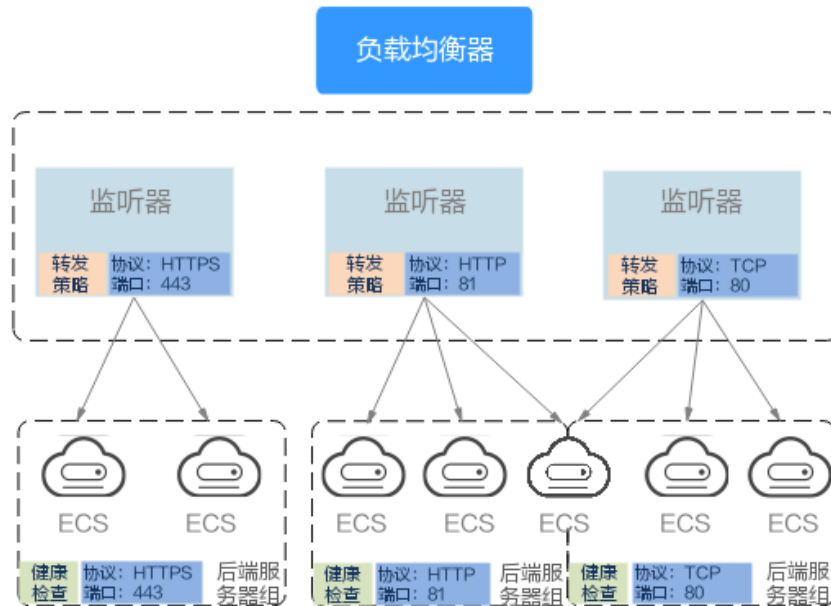 负载均衡器
监听器
转发
策略
协议：HTTPS
端口：443
监听器
转发
策略
协议：HTTP
端口：81
监听器
转发
策略
协议：TCP
端口：80
ECS
ECS
健康
检查
协议：HTTPS
端口：443
后端服
务器组
ECS
ECS
ECS
健康
检查
协议：HTTP
端口：81
后端服
务器组
ECS
ECS
健康
检查
协议：TCP
端口：80
后端服
务器组